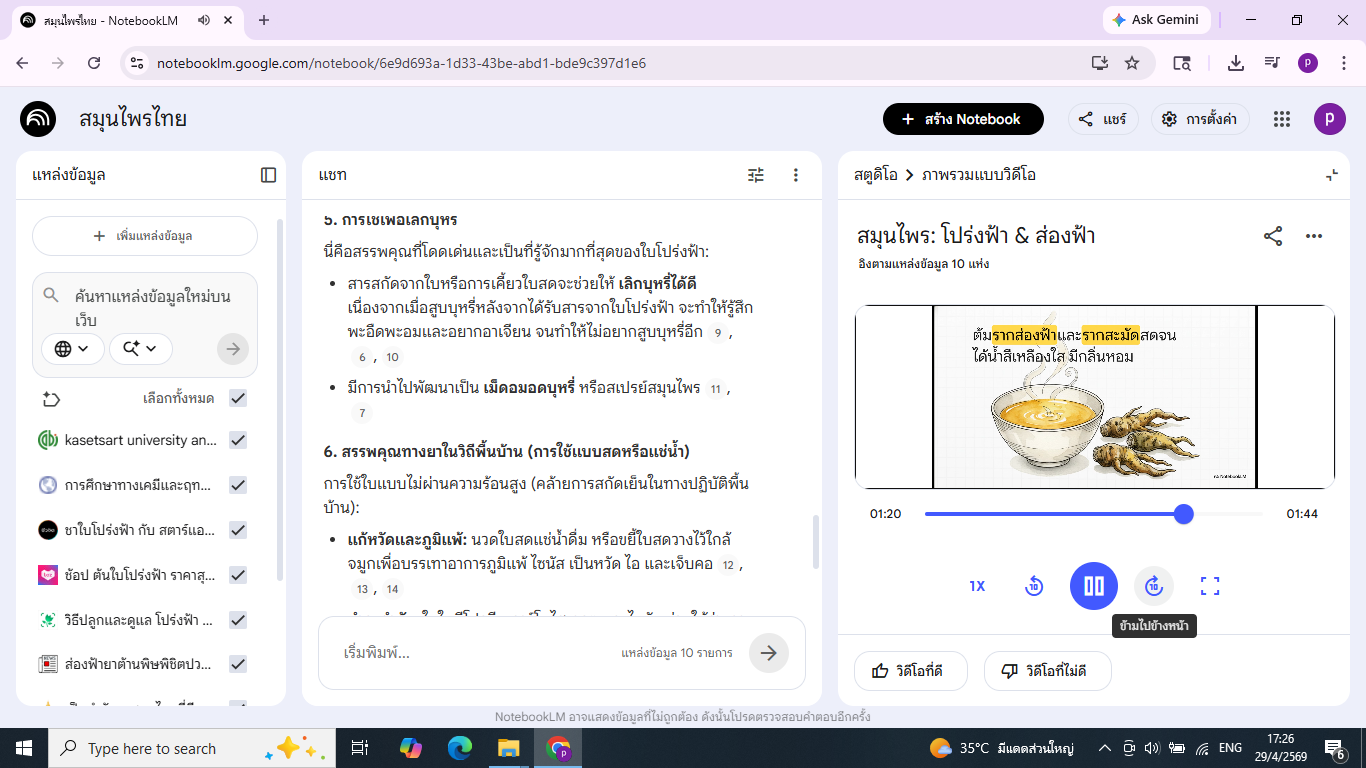 สมุนไพรไทย - NotebookLM
Ask Gemini
notebooklm.google.com/notebook/6e9d693a-1d33-43be-abd1-bde9c397d1e6
p
สมุนไพรไทย
สร้าง Notebook
แชร์
การตั้งค่า
p
แหล่งข้อมูล
เพิ่มแหล่งข้อมูล
ค้นหาแหล่งข้อมูลใหม่บน
เว็บ
เลือกทั้งหมด
kasetsart university an...
การศึกษาทางเคมีและฤท...
ชาใบโปร่งฟ้า กับ สตาร์แอ...
ช้อป ต้นใบโปร่งฟ้า ราคาสุ...
วิธีปลูกและดูแล โปร่งฟ้า ...
ส่องฟ้ายาต้านพิษพิชิตปว...
แชท
5. การใช้เพื่อเลิกบุหรี่
นี่คือสรรพคุณที่โดดเด่นและเป็นที่รู้จักมากที่สุดของใบโปร่งฟ้า:
• สารสกัดจากใบหรือการเคี้ยวใบสดจะช่วยให้ เลิกบุหรี่ได้ดี
เนื่องจากเมื่อสูบบุหรี่หลังจากได้รับสารจากใบโปร่งฟ้า จะทำให้รู้สึก
พะอืดพะอมและอยากอาเจียน จนทำให้ไม่อยากสูบบุหรี่อีก 9 ,
6 , 10
• มีการนำไปพัฒนาเป็น เม็ดอมอดบุหรี่ หรือสเปรย์สมุนไพร 11 ,
7
6. สรรพคุณทางยาในวิถีพื้นบ้าน (การใช้แบบสดหรือแช่น้ำ)
การใช้ใบแบบไม่ผ่านความร้อนสูง (คล้ายการสกัดเย็นในทางปฏิบัติพื้น
บ้าน):
• แก้หวัดและภูมิแพ้: นวดใบสดแช่น้ำดื่ม หรือขยี้ใบสดวางไว้ใกล้
จมูกเพื่อบรรเทาอาการภูมิแพ้ ไซนัส เป็นหวัด ไอ และเจ็บคอ 12 ,
13 , 14
เริ่มพิมพ์...
แหล่งข้อมูล 10 รายการ
สตูดิโอ
ภาพรวมแบบวิดีโอ
สมุนไพร: โปร่งฟ้า & ส่องฟ้า
อิงตามแหล่งข้อมูล 10 แห่ง
ต้มรากส่องฟ้าและรากสะมัดสดจน
ได้น้ำสีเหลืองใส มีกลิ่นหอม
NotebookLM
01:20
01:44
1X
10
10
ข้ามไปข้างหน้า
วิดีโอที่ดี
วิดีโอที่ไม่ดี
NotebookLM อาจแสดงข้อมูลที่ไม่ถูกต้อง ดังนั้นโปรดตรวจสอบคำตอบอีกครั้ง
Type here to search
35°C มีแดดส่วนใหญ่
ENG
17:26
29/4/2569
6